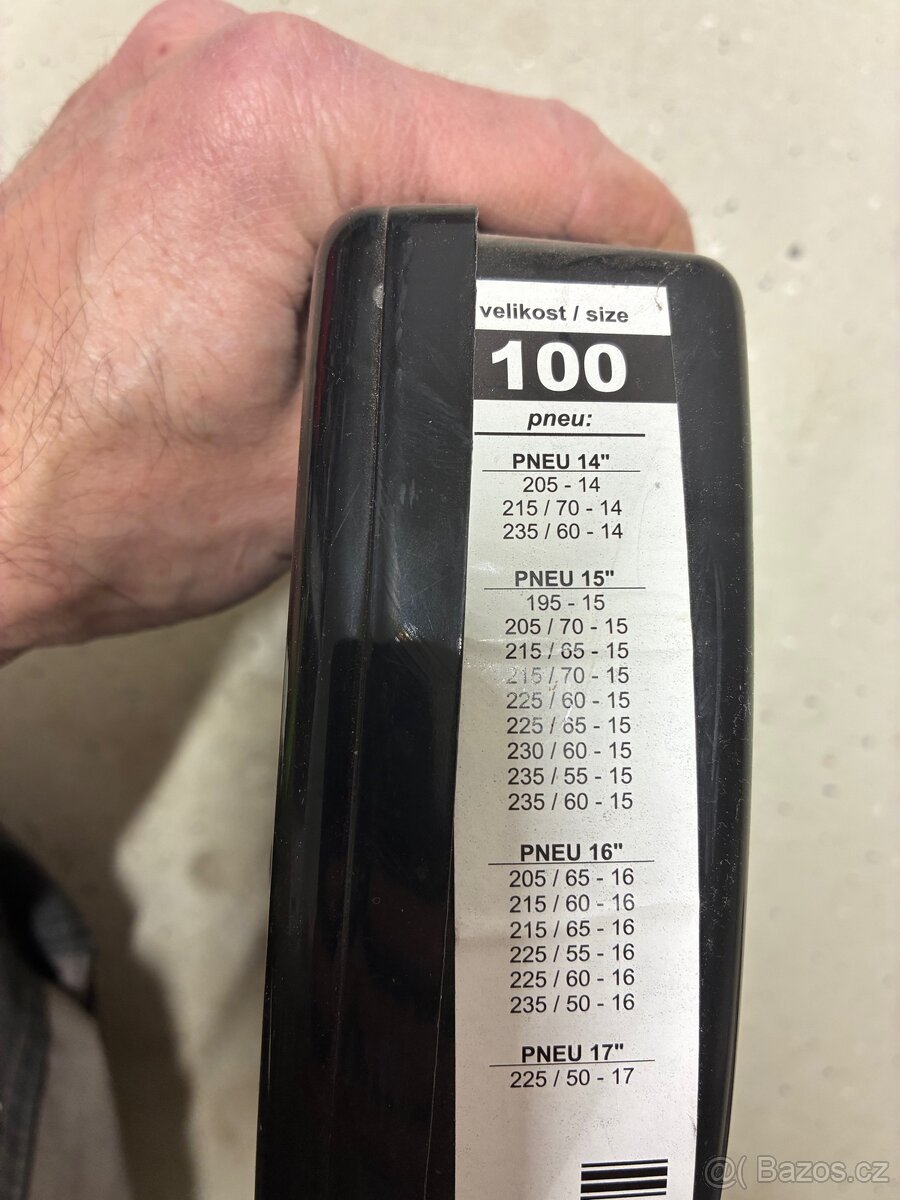 velikost / size
100
pneu:
PNEU 14"
205 - 14
215 / 70 - 14
235 / 60 - 14
PNEU 15"
195 - 15
205 / 70 - 15
215 / 65 - 15
215 / 70 - 15
225 / 60 - 15
225 / 65 - 15
230 / 60 - 15
235 / 55 - 15
235 / 60 - 15
PNEU 16"
205 / 65 - 16
215 / 60 - 16
215 / 65 - 16
225 / 55 - 16
225 / 60 - 16
235 / 50 - 16
PNEU 17"
225 / 50 - 17
@( Bazos.cz